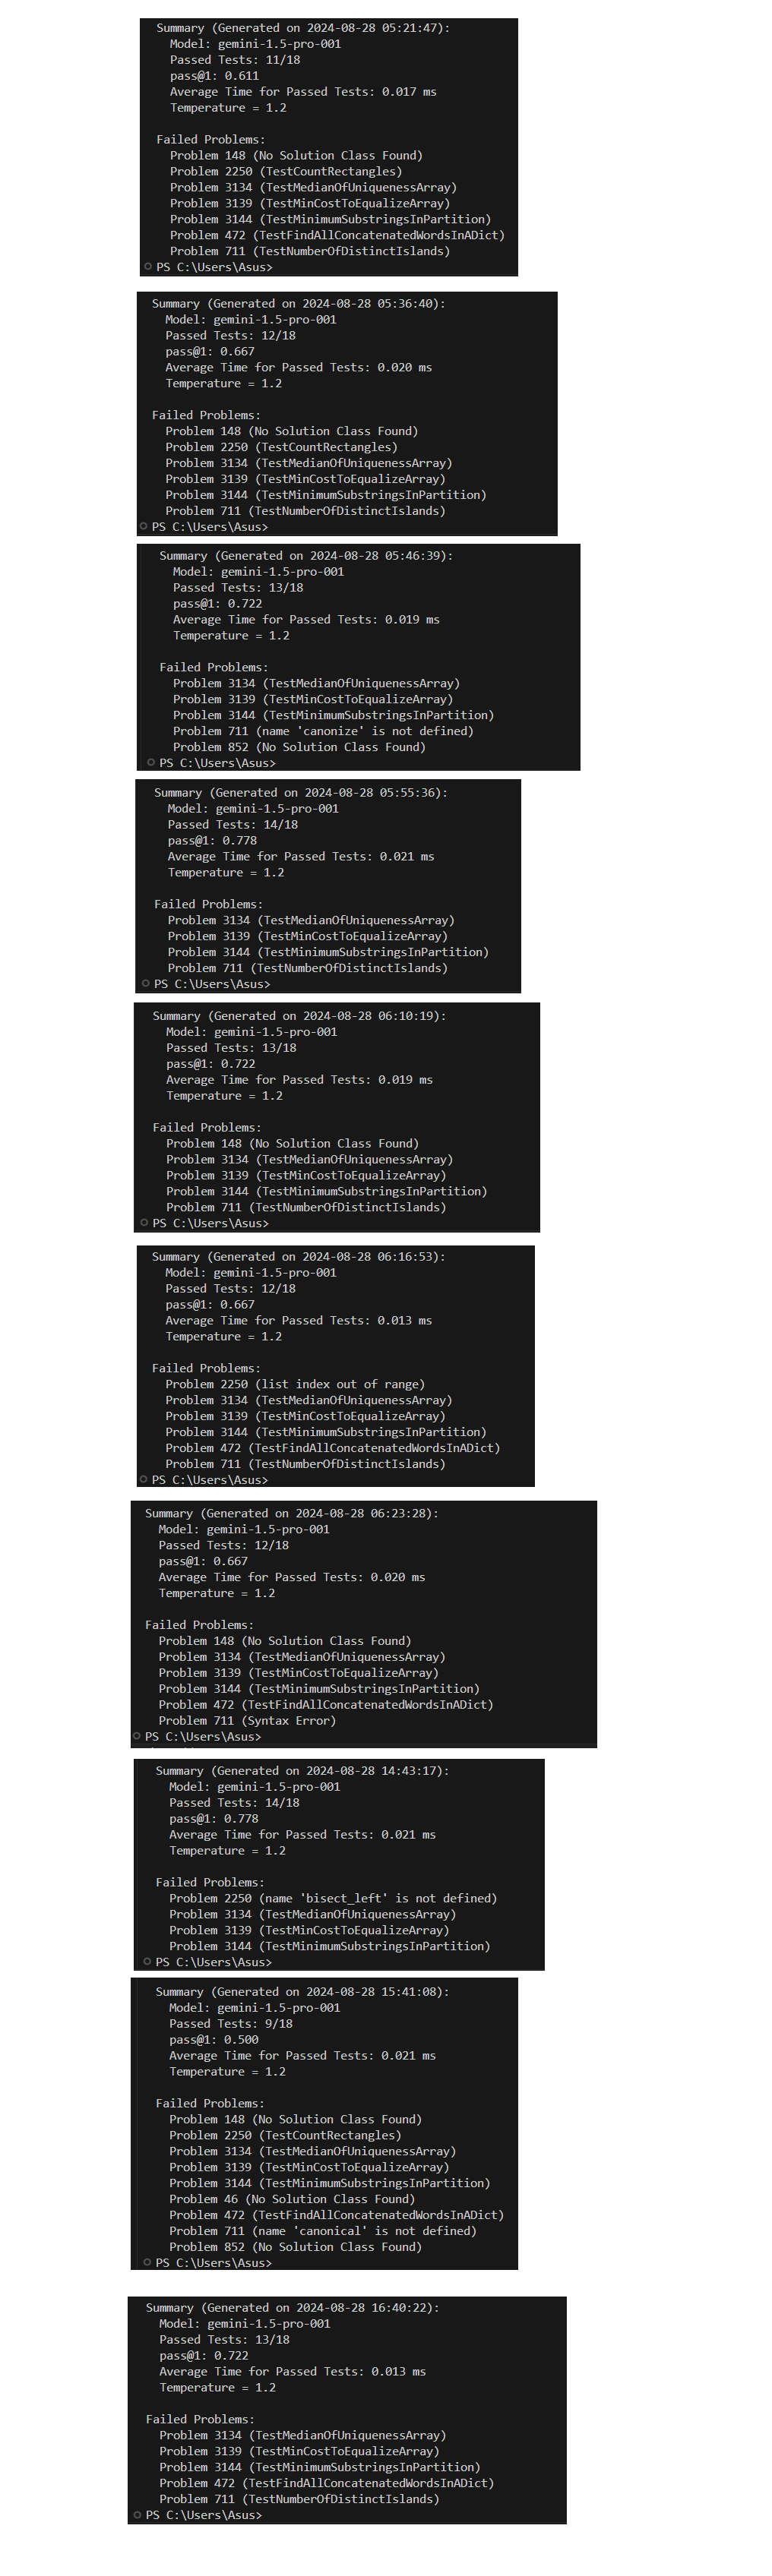 Summary (Generated on 2024-08-28 05:21:47):
Model: gemini-1.5-pro-001
Passed Tests: 11/18
pass@1: 0.611
Average Time for Passed Tests: 0.017 ms
Temperature = 1.2
Failed Problems:
Problem 148 (No Solution Class Found)
Problem 2250 (TestCountRectangles)
Problem 3134 (TestMedianOfUniquenessArray)
Problem 3139 (TestMinCostToEqualizeArray)
Problem 3144 (TestMinimumSubstringsInPartition)
Problem 472 (TestFindAllConcatenatedWordsInADict)
Problem 711 (TestNumberOfDistinctIslands)
PS C:\Users\Asus>
Summary (Generated on 2024-08-28 05:36:40):
Model: gemini-1.5-pro-001
Passed Tests: 12/18
pass@1: 0.667
Average Time for Passed Tests: 0.020 ms
Temperature = 1.2
Failed Problems:
Problem 148 (No Solution Class Found)
Problem 2250 (TestCountRectangles)
Problem 3134 (TestMedianOfUniquenessArray)
Problem 3139 (TestMinCostToEqualizeArray)
Problem 3144 (TestMinimumSubstringsInPartition)
Problem 711 (TestNumberOfDistinctIslands)
PS C:\Users\Asus>
Summary (Generated on 2024-08-28 05:46:39):
Model: gemini-1.5-pro-001
Passed Tests: 13/18
pass@1: 0.722
Average Time for Passed Tests: 0.019 ms
Temperature = 1.2
Failed Problems:
Problem 3134 (TestMedianOfUniquenessArray)
Problem 3139 (TestMinCostToEqualizeArray)
Problem 3144 (TestMinimumSubstringsInPartition)
Problem 711 (name 'canonize' is not defined)
Problem 852 (No Solution Class Found)
PS C:\Users\Asus>
Summary (Generated on 2024-08-28 05:55:36):
Model: gemini-1.5-pro-001
Passed Tests: 14/18
pass@1: 0.778
Average Time for Passed Tests: 0.021 ms
Temperature = 1.2
Failed Problems:
Problem 3134 (TestMedianOfUniquenessArray)
Problem 3139 (TestMinCostToEqualizeArray)
Problem 3144 (TestMinimumSubstringsInPartition)
Problem 711 (TestNumberOfDistinctIslands)
PS C:\Users\Asus>
Summary (Generated on 2024-08-28 06:10:19):
Model: gemini-1.5-pro-001
Passed Tests: 13/18
pass@1: 0.722
Average Time for Passed Tests: 0.019 ms
Temperature = 1.2
Failed Problems:
Problem 148 (No Solution Class Found)
Problem 3134 (TestMedianOfUniquenessArray)
Problem 3139 (TestMinCostToEqualizeArray)
Problem 3144 (TestMinimumSubstringsInPartition)
Problem 711 (TestNumberOfDistinctIslands)
PS C:\Users\Asus>
Summary (Generated on 2024-08-28 06:16:53):
Model: gemini-1.5-pro-001
Passed Tests: 12/18
pass@1: 0.667
Average Time for Passed Tests: 0.013 ms
Temperature = 1.2
Failed Problems:
Problem 2250 (list index out of range)
Problem 3134 (TestMedianOfUniquenessArray)
Problem 3139 (TestMinCostToEqualizeArray)
Problem 3144 (TestMinimumSubstringsInPartition)
Problem 472 (TestFindAllConcatenatedWordsInADict)
Problem 711 (TestNumberOfDistinctIslands)
PS C:\Users\Asus>
Summary (Generated on 2024-08-28 06:23:28):
Model: gemini-1.5-pro-001
Passed Tests: 12/18
pass@1: 0.667
Average Time for Passed Tests: 0.020 ms
Temperature = 1.2
Failed Problems:
Problem 148 (No Solution Class Found)
Problem 3134 (TestMedianOfUniquenessArray)
Problem 3139 (TestMinCostToEqualizeArray)
Problem 3144 (TestMinimumSubstringsInPartition)
Problem 472 (TestFindAllConcatenatedWordsInADict)
Problem 711 (Syntax Error)
PS C:\Users\Asus>
Summary (Generated on 2024-08-28 14:43:17):
Model: gemini-1.5-pro-001
Passed Tests: 14/18
pass@1: 0.778
Average Time for Passed Tests: 0.021 ms
Temperature = 1.2
Failed Problems:
Problem 2250 (name 'bisect_left' is not defined)
Problem 3134 (TestMedianOfUniquenessArray)
Problem 3139 (TestMinCostToEqualizeArray)
Problem 3144 (TestMinimumSubstringsInPartition)
PS C:\Users\Asus>
Summary (Generated on 2024-08-28 15:41:08):
Model: gemini-1.5-pro-001
Passed Tests: 9/18
pass@1: 0.500
Average Time for Passed Tests: 0.021 ms
Temperature = 1.2
Failed Problems:
Problem 148 (No Solution Class Found)
Problem 2250 (TestCountRectangles)
Problem 3134 (TestMedianOfUniquenessArray)
Problem 3139 (TestMinCostToEqualizeArray)
Problem 3144 (TestMinimumSubstringsInPartition)
Problem 46 (No Solution Class Found)
Problem 472 (TestFindAllConcatenatedWordsInADict)
Problem 711 (name 'canonical' is not defined)
Problem 852 (No Solution Class Found)
PS C:\Users\Asus>
Summary (Generated on 2024-08-28 16:40:22):
Model: gemini-1.5-pro-001
Passed Tests: 13/18
pass@1: 0.722
Average Time for Passed Tests: 0.013 ms
Temperature = 1.2
Failed Problems:
Problem 3134 (TestMedianOfUniquenessArray)
Problem 3139 (TestMinCostToEqualizeArray)
Problem 3144 (TestMinimumSubstringsInPartition)
Problem 472 (TestFindAllConcatenatedWordsInADict)
Problem 711 (TestNumberOfDistinctIslands)
PS C:\Users\Asus>